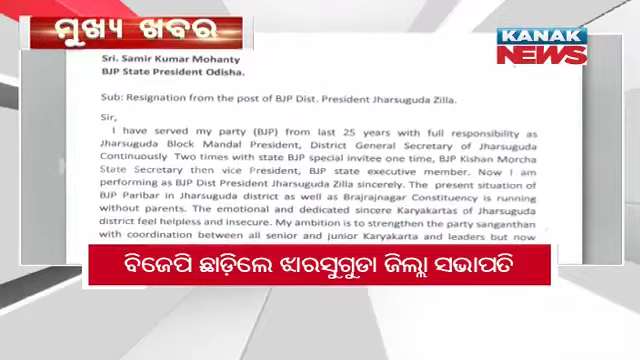 ମୁଖ୍ୟ ଖବର
KANAK
NEWS
Sri. Samir Kumar Mohanty
BJP State President Odisha.
Sub: Resignation from the post of BJP Dist. President Jharsuguda Zilla.
Sir,
I have served my party (BJP) from last 25 years with full responsibility as
Jharsuguda Block Mandal President, District General Secretary of Jharsuguda
Continuously Two times with state BJP special invitee one time, BJP Kishan Morcha
State Secretary then vice President, BJP state executive member. Now I am
performing as BJP Dist President Jharsuguda Zilla sincerely. The present situation of
BJP Paribar in Jharsuguda district as well as Brajrajnagar Constituency is running
without parents. The emotional and dedicated sincere Karyakartas of Jharsuguda
district feel helpless and insecure. My ambition is to strengthen the party sangathan
with coordination between all senior and junior Karyakarta and leaders but now
ବିଜେପି ଛାଡ଼ିଲେ ଝାରସୁଗୁଡା ଜିଲ୍ଲା ସଭାପତି